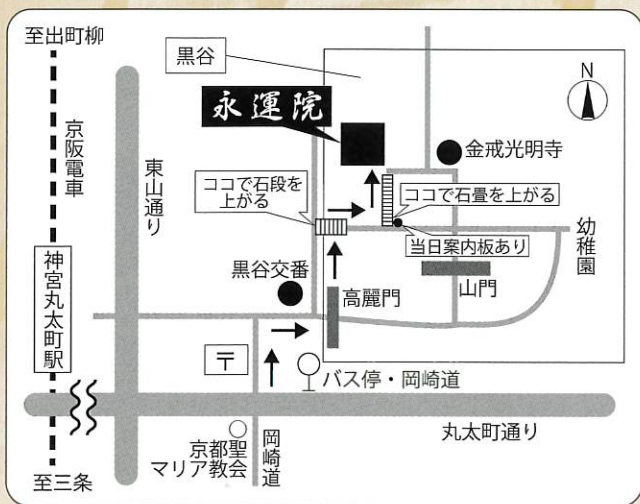 至出町柳
黒谷
N
永運院
京阪電車
東山通り
金戒光明寺
ココで石段を
上がる
ココで石畳を上がる
当日案内板あり
幼稚園
神宮丸太町駅
黒谷交番
高麗門
山門
〒
バス停・岡崎道
丸太町通り
京都聖
マリア教会
岡崎道
至三条